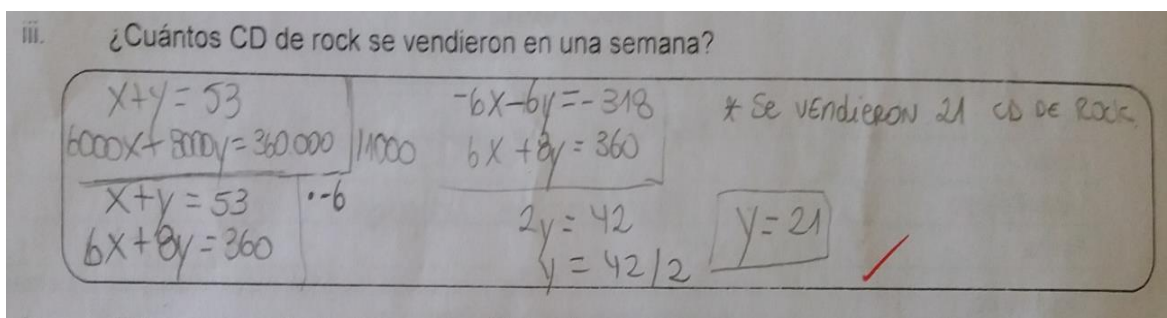 iii. ¿Cuántos CD de rock se vendieron en una semana?
x+y = 53
6000x+8000y=360.000 |1000
x+y = 53 •-6
6x+8y=360
-6x-6y=-318
6x+8y=360
2y= 42
y = 42/2
y=21
* Se vendieron 21 CD DE ROCK.